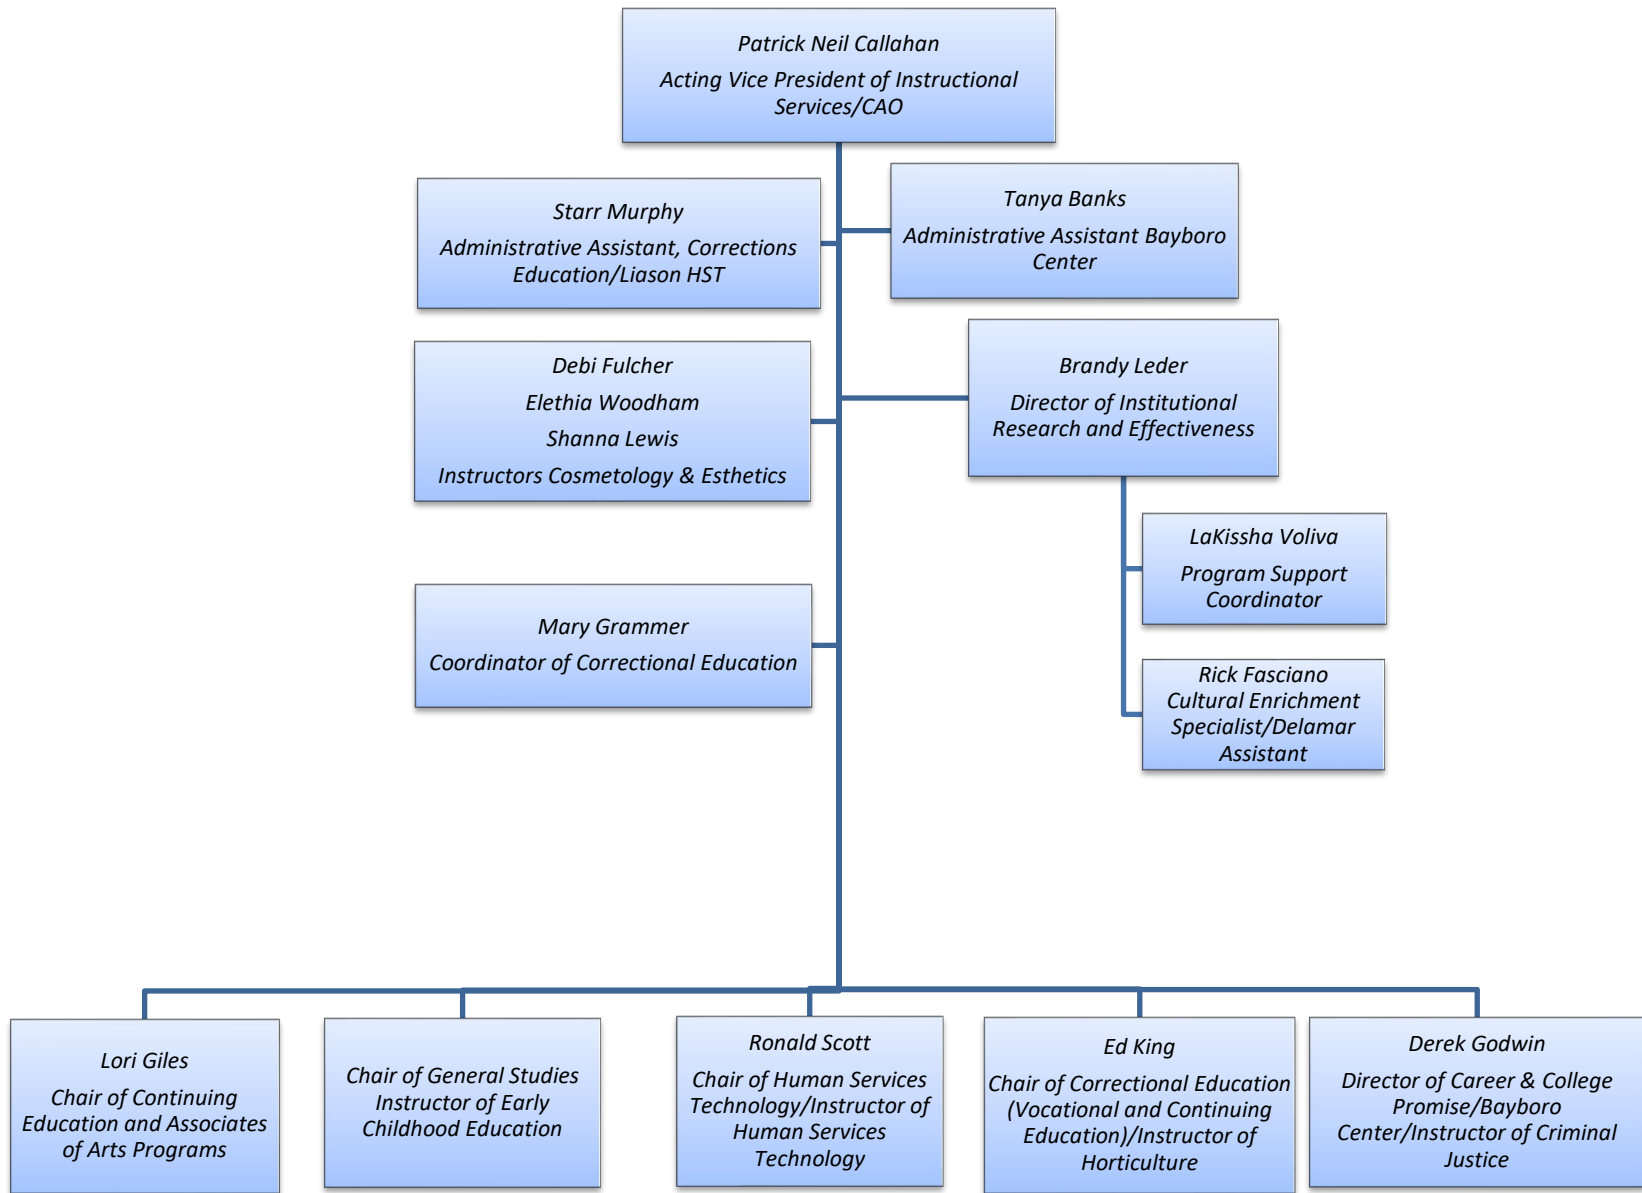 Patrick Neil Callahan
Acting Vice President of Instructional
Services/CAO
Starr Murphy
Administrative Assistant, Corrections
Education/Liason HST
Tanya Banks
Administrative Assistant Bayboro
Center
Debi Fulcher
Elethia Woodham
Shanna Lewis
Instructors Cosmetology & Esthetics
Brandy Leder
Director of Institutional
Research and Effectiveness
LaKissha Voliva
Program Support
Coordinator
Mary Grammer
Coordinator of Correctional Education
Rick Fasciano
Cultural Enrichment
Specialist/Delamar
Assistant
Lori Giles
Chair of Continuing
Education and Associates
of Arts Programs
Chair of General Studies
Instructor of Early
Childhood Education
Ronald Scott
Chair of Human Services
Technology/Instructor of
Human Services
Technology
Ed King
Chair of Correctional Education
(Vocational and Continuing
Education)/Instructor of
Horticulture
Derek Godwin
Director of Career & College
Promise/Bayboro
Center/Instructor of Criminal
Justice